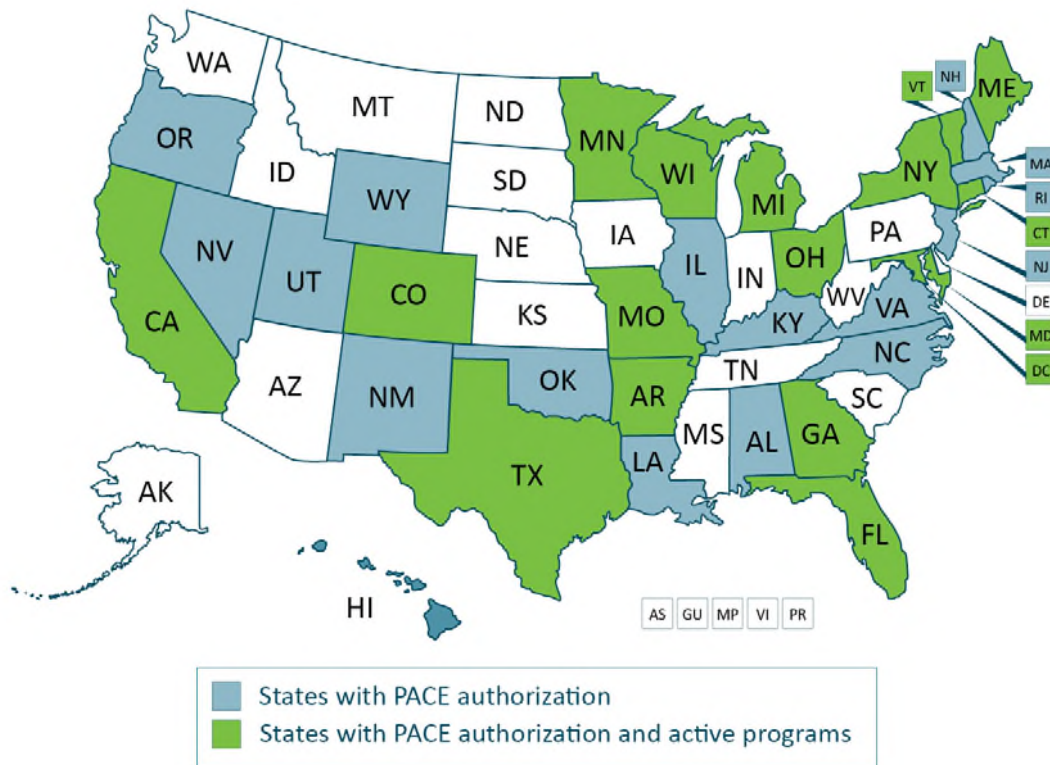 WA
MT
ND
MN
VT
NH
ME
OR
ID
SD
WI
MI
NY
MA
WY
RI
NV
NE
IA
PA
CT
UT
CO
IL
IN
OH
NJ
CA
KS
MO
WV
VA
DE
KY
MD
AZ
NM
OK
AR
TN
NC
DC
SC
MS
AL
GA
LA
TX
AK
FL
HI
AS GU MP VI PR
States with PACE authorization
States with PACE authorization and active programs